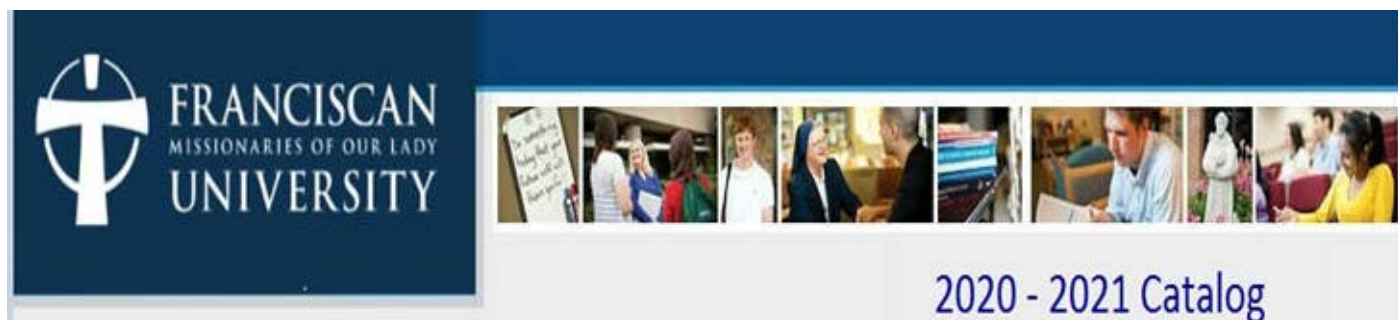 FRANCISCAN
MISSIONARIES OF OUR LADY
UNIVERSITY
2020 - 2021 Catalog